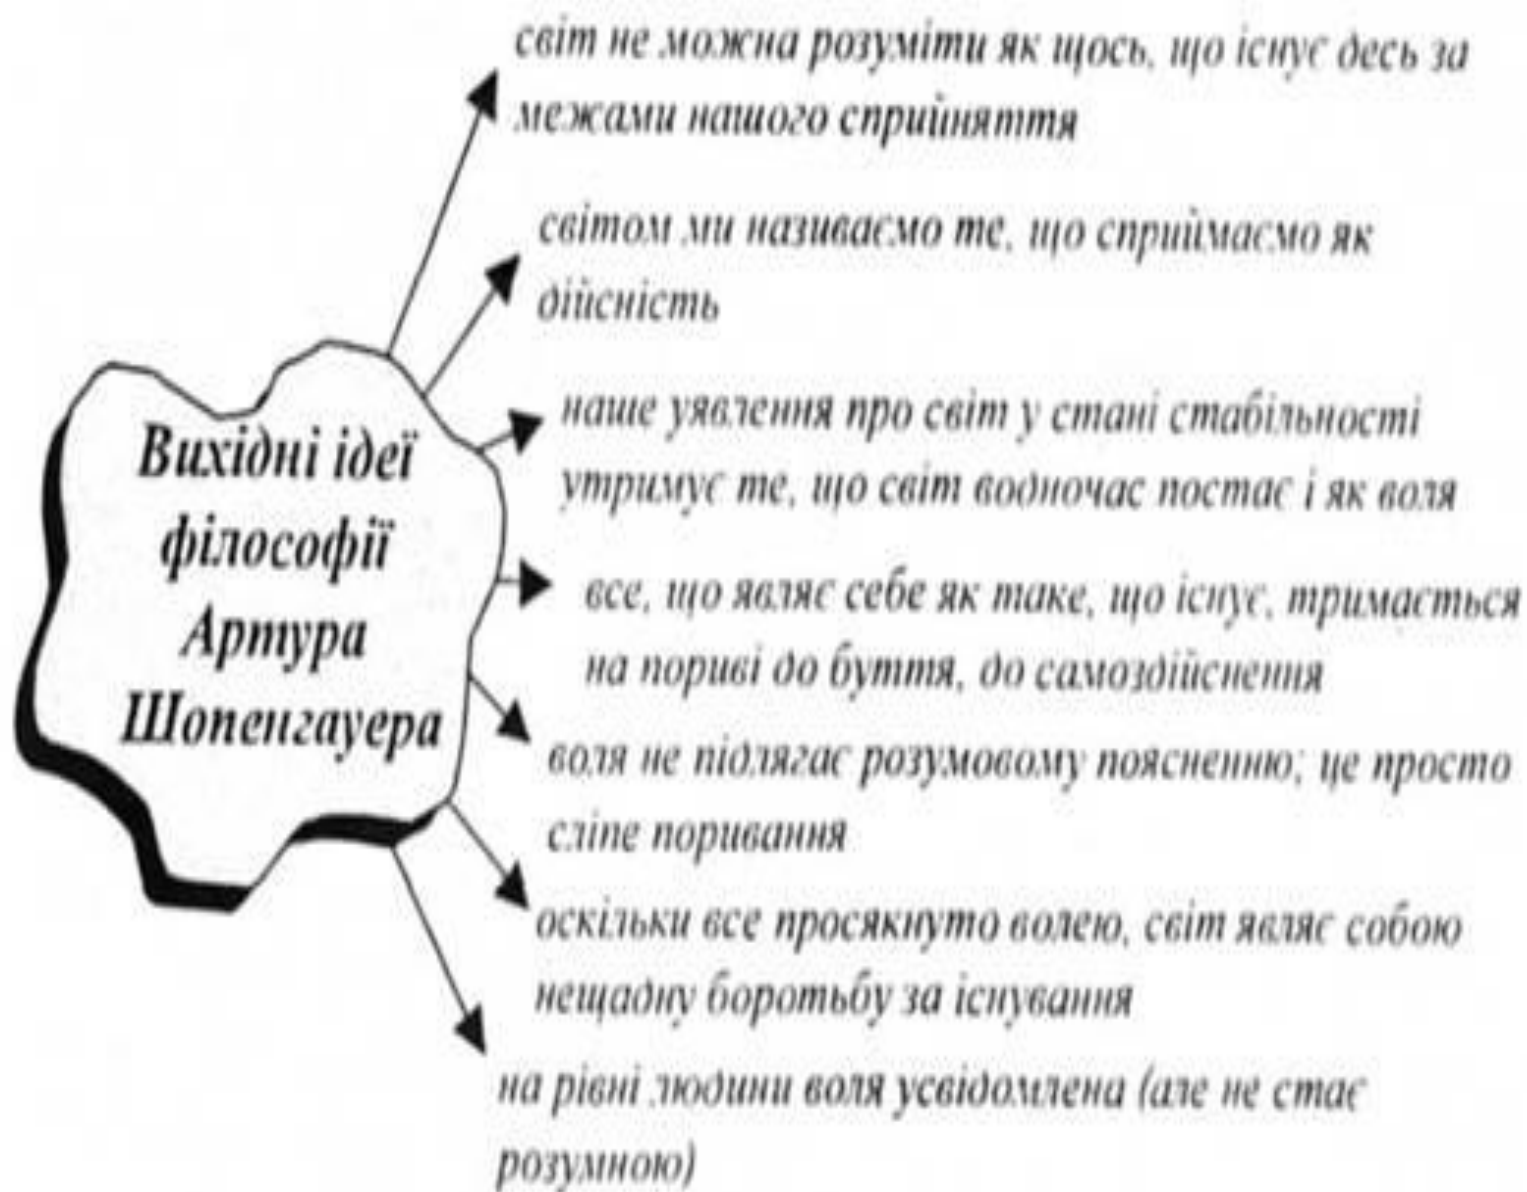 світ не можна розуміти як щось, що існує десь за
межами нашого сприйняття
світом ми називаємо те, що сприймаємо як
дійсність
наше уявлення про світ у стані стабільності
утримує те, що світ водночас постає і як воля
все, що являє себе як таке, що існує, тримається
на пориві до буття, до самоздійснення
воля не підлягає розумовому поясненню; це просто
сліпе поривання
оскільки все просякнуто волею, світ являє собою
нещадну боротьбу за існування
на рівні людини воля усвідомлена (але не стає
розумною)
Вихідні ідеї
філософії
Артура
Шопенгауера